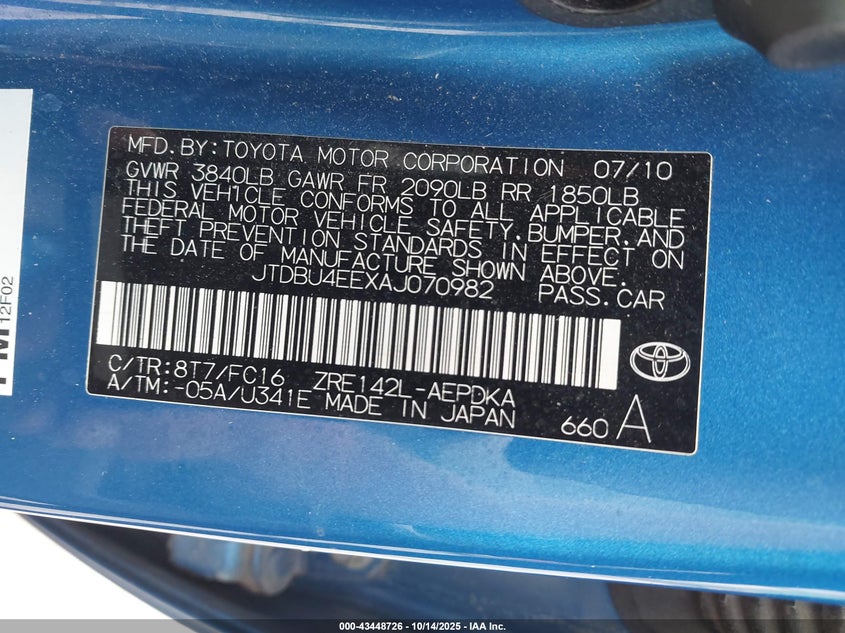 MFD.BY:TOYOTA MOTOR CORPORATION 07/10
GVWR 3840LB GAWR FR 2090LB RR 1850LB
THIS VEHICLE CONFORMS TO ALL APPLICABLE
FEDERAL MOTOR VEHICLE SAFETY.BUMPER.AND
THEFT PREVENTION STANDARDS IN EFFECT ON
THE DATE OF MANUFACTURE SHOWN ABOVE.
JTDBU4EEXAJ070982 PASS.CAR
C/TR:8T7/FC16 ZRE142L-AEPDKA
A/TM:-05A/U341E MADE IN JAPAN
660 A
12F02
000-43448726 - 10/14/2025 - IAA Inc.